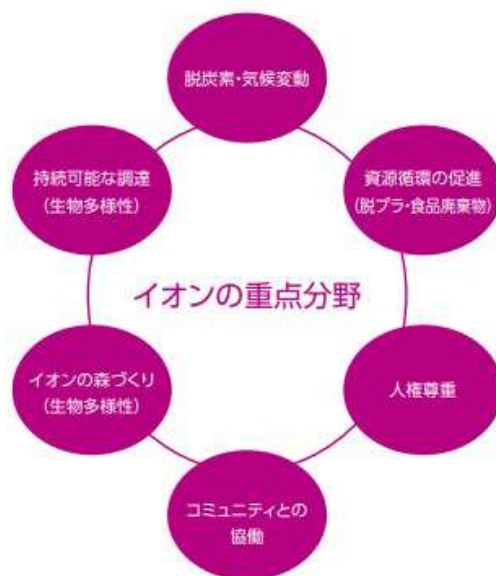 脱炭素・気候変動
持続可能な調達
(生物多様性)
資源循環の促進
(脱プラ・食品廃棄物)
イオンの重点分野
イオンの森づくり
(生物多様性)
人権尊重
コミュニティとの
協働